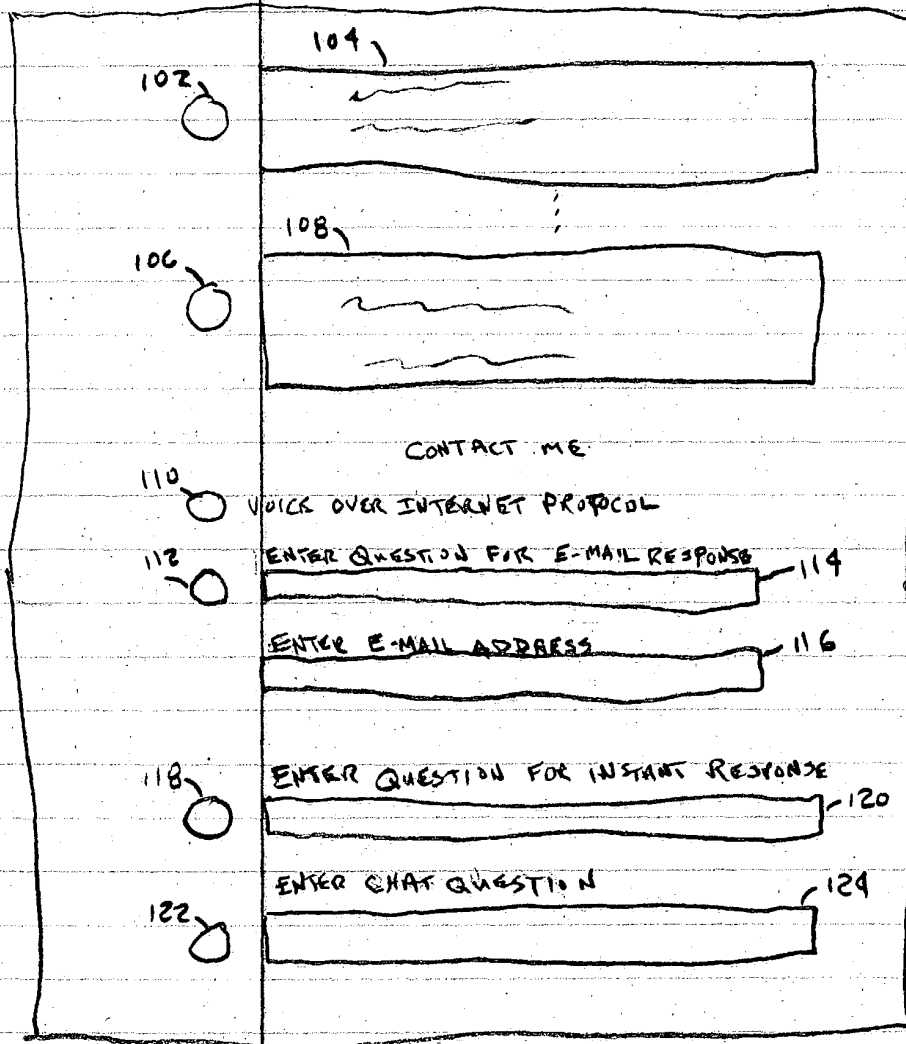 104
102
108
106
CONTACT ME
110
VOICE OVER INTERNET PROTOCOL
112
ENTER QUESTION FOR E-MAIL RESPONSE
114
ENTER E-MAIL ADDRESS
116
118
ENTER QUESTION FOR INSTANT RESPONSE
120
ENTER CHAT QUESTION
124
122